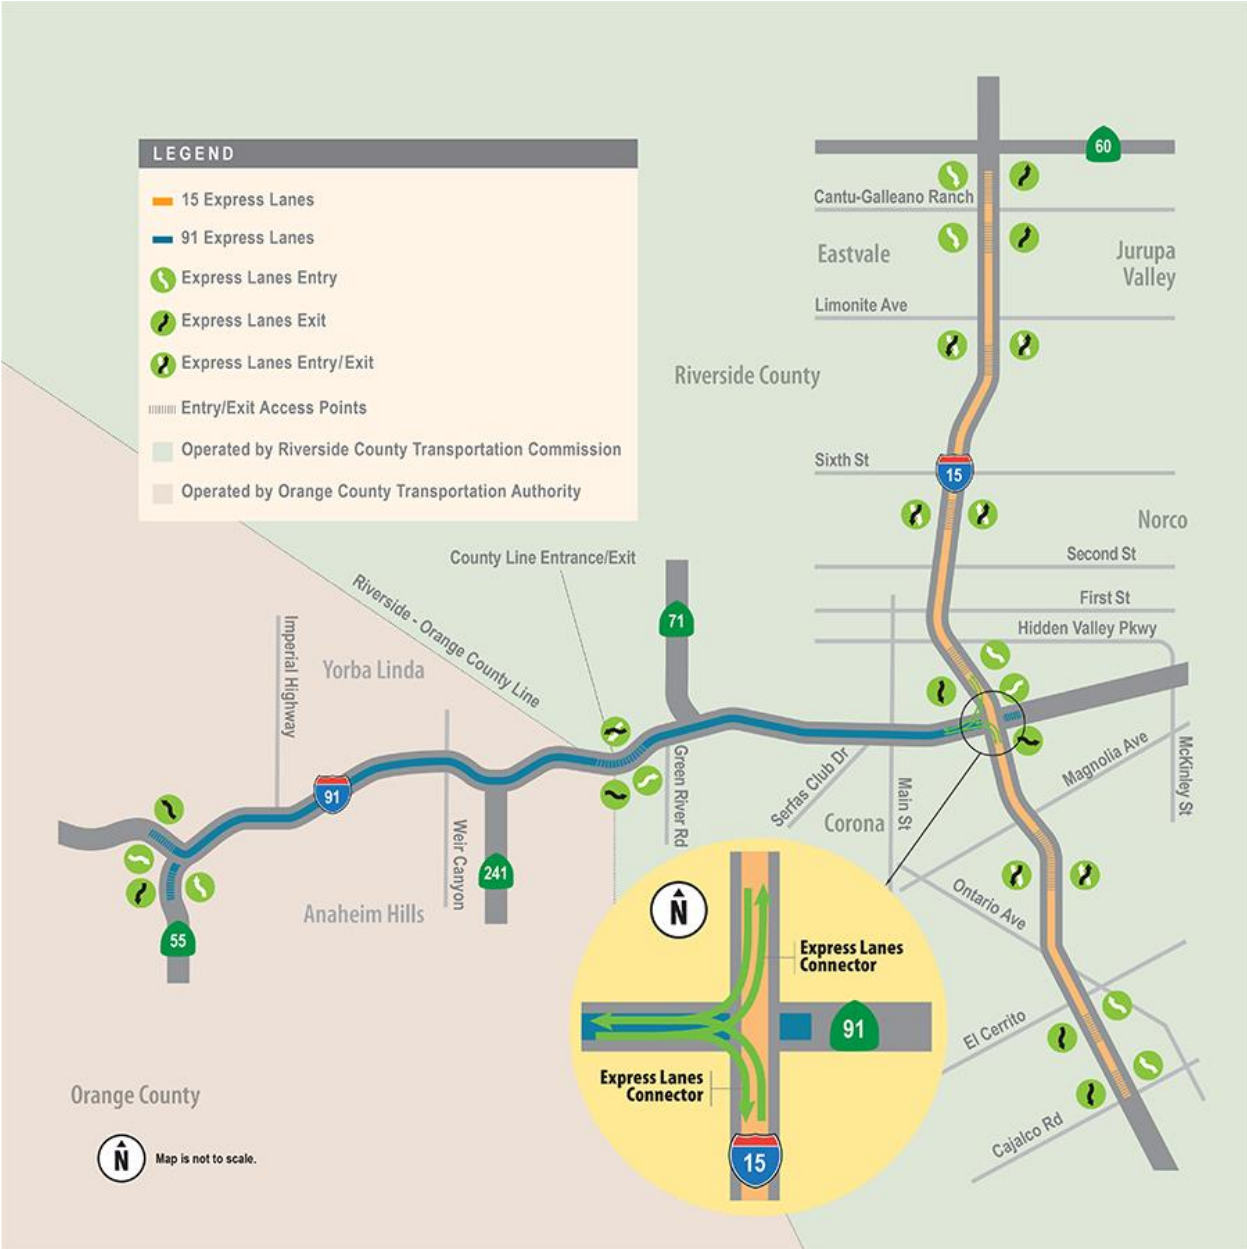 LEGEND
15 Express Lanes
91 Express Lanes
Express Lanes Entry
Express Lanes Exit
Express Lanes Entry/Exit
Entry/Exit Access Points
Operated by Riverside County Transportation Commission
Operated by Orange County Transportation Authority
60
Cantu-Galleano Ranch
Eastvale
Jurupa
Valley
Limonite Ave
Riverside County
Sixth St
15
Norco
Second St
First St
Hidden Valley Pkwy
County Line Entrance/Exit
Riverside - Orange County Line
71
Imperial Highway
Yorba Linda
91
Weir Canyon
241
Anaheim Hills
55
Green River Rd
Serfas Club Dr
Main St
Corona
Magnolia Ave
McKinley St
Ontario Ave
El Cerrito
Cajalco Rd
N
Express Lanes
Connector
91
Express Lanes
Connector
15
Orange County
N
Map is not to scale.